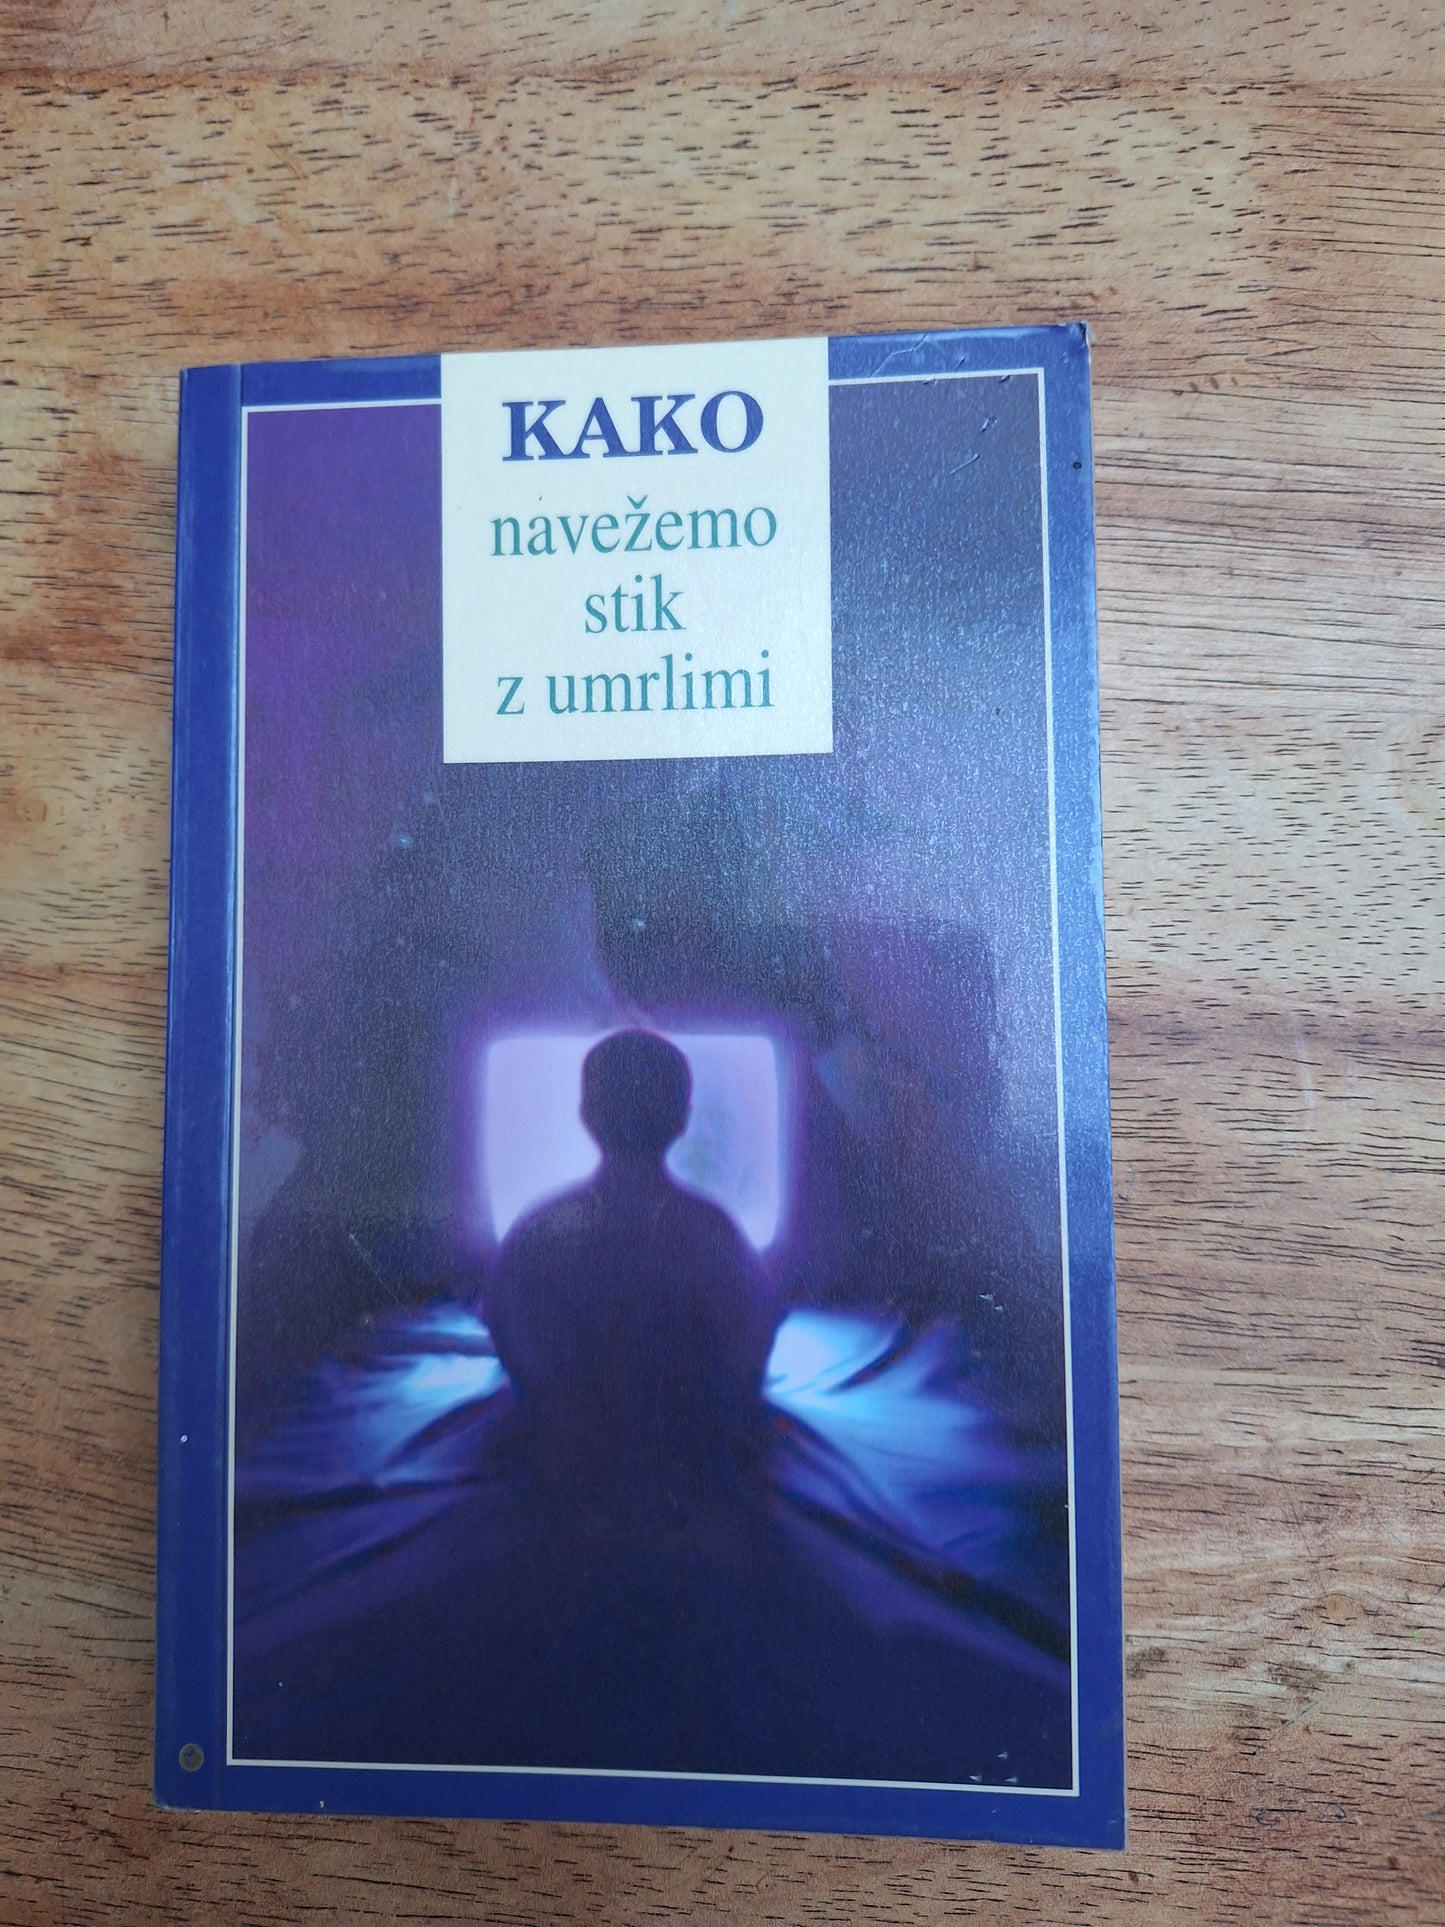 KAKO
navežemo
stik
z umrlimi